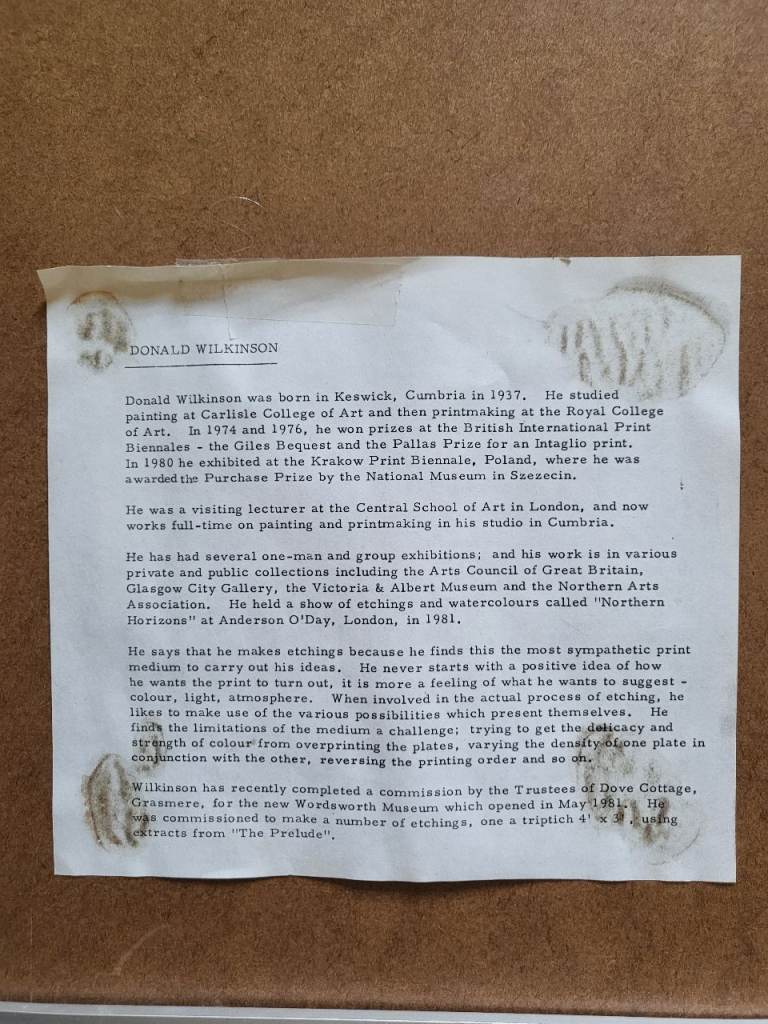 DONALD WILKINSON
Donald Wilkinson was born in Keswick, Cumbria in 1937. He studied
painting at Carlisle College of Art and then printmaking at the Royal College
of Art. In 1974 and 1976, he won prizes at the British International Print
Biennales - the Giles Bequest and the Pallas Prize for an Intaglio print.
In 1980 he exhibited at the Krakow Print Biennale, Poland, where he was
awarded the Purchase Prize by the National Museum in Szezecin.
He was a visiting lecturer at the Central School of Art in London, and now
works full-time on painting and printmaking in his studio in Cumbria.
He has had several one-man and group exhibitions; and his work is in various
private and public collections including the Arts Council of Great Britain,
Glasgow City Gallery, the Victoria & Albert Museum and the Northern Arts
Association. He held a show of etchings and watercolours called "Northern
Horizons" at Anderson O'Day, London, in 1981.
He says that he makes etchings because he finds this the most sympathetic print
medium to carry out his ideas. He never starts with a positive idea of how
he wants the print to turn out, it is more a feeling of what he wants to suggest -
colour, light, atmosphere. When involved in the actual process of etching, he
likes to make use of the various possibilities which present themselves. He
finds the limitations of the medium a challenge; trying to get the delicacy and
strength of colour from overprinting the plates, varying the density of one plate in
conjunction with the other, reversing the printing order and so on.
Wilkinson has recently completed a commission by the Trustees of Dove Cottage,
Grasmere, for the new Wordsworth Museum which opened in May 1981. He
was commissioned to make a number of etchings, one a triptich 4' x 3', using
extracts from "The Prelude".